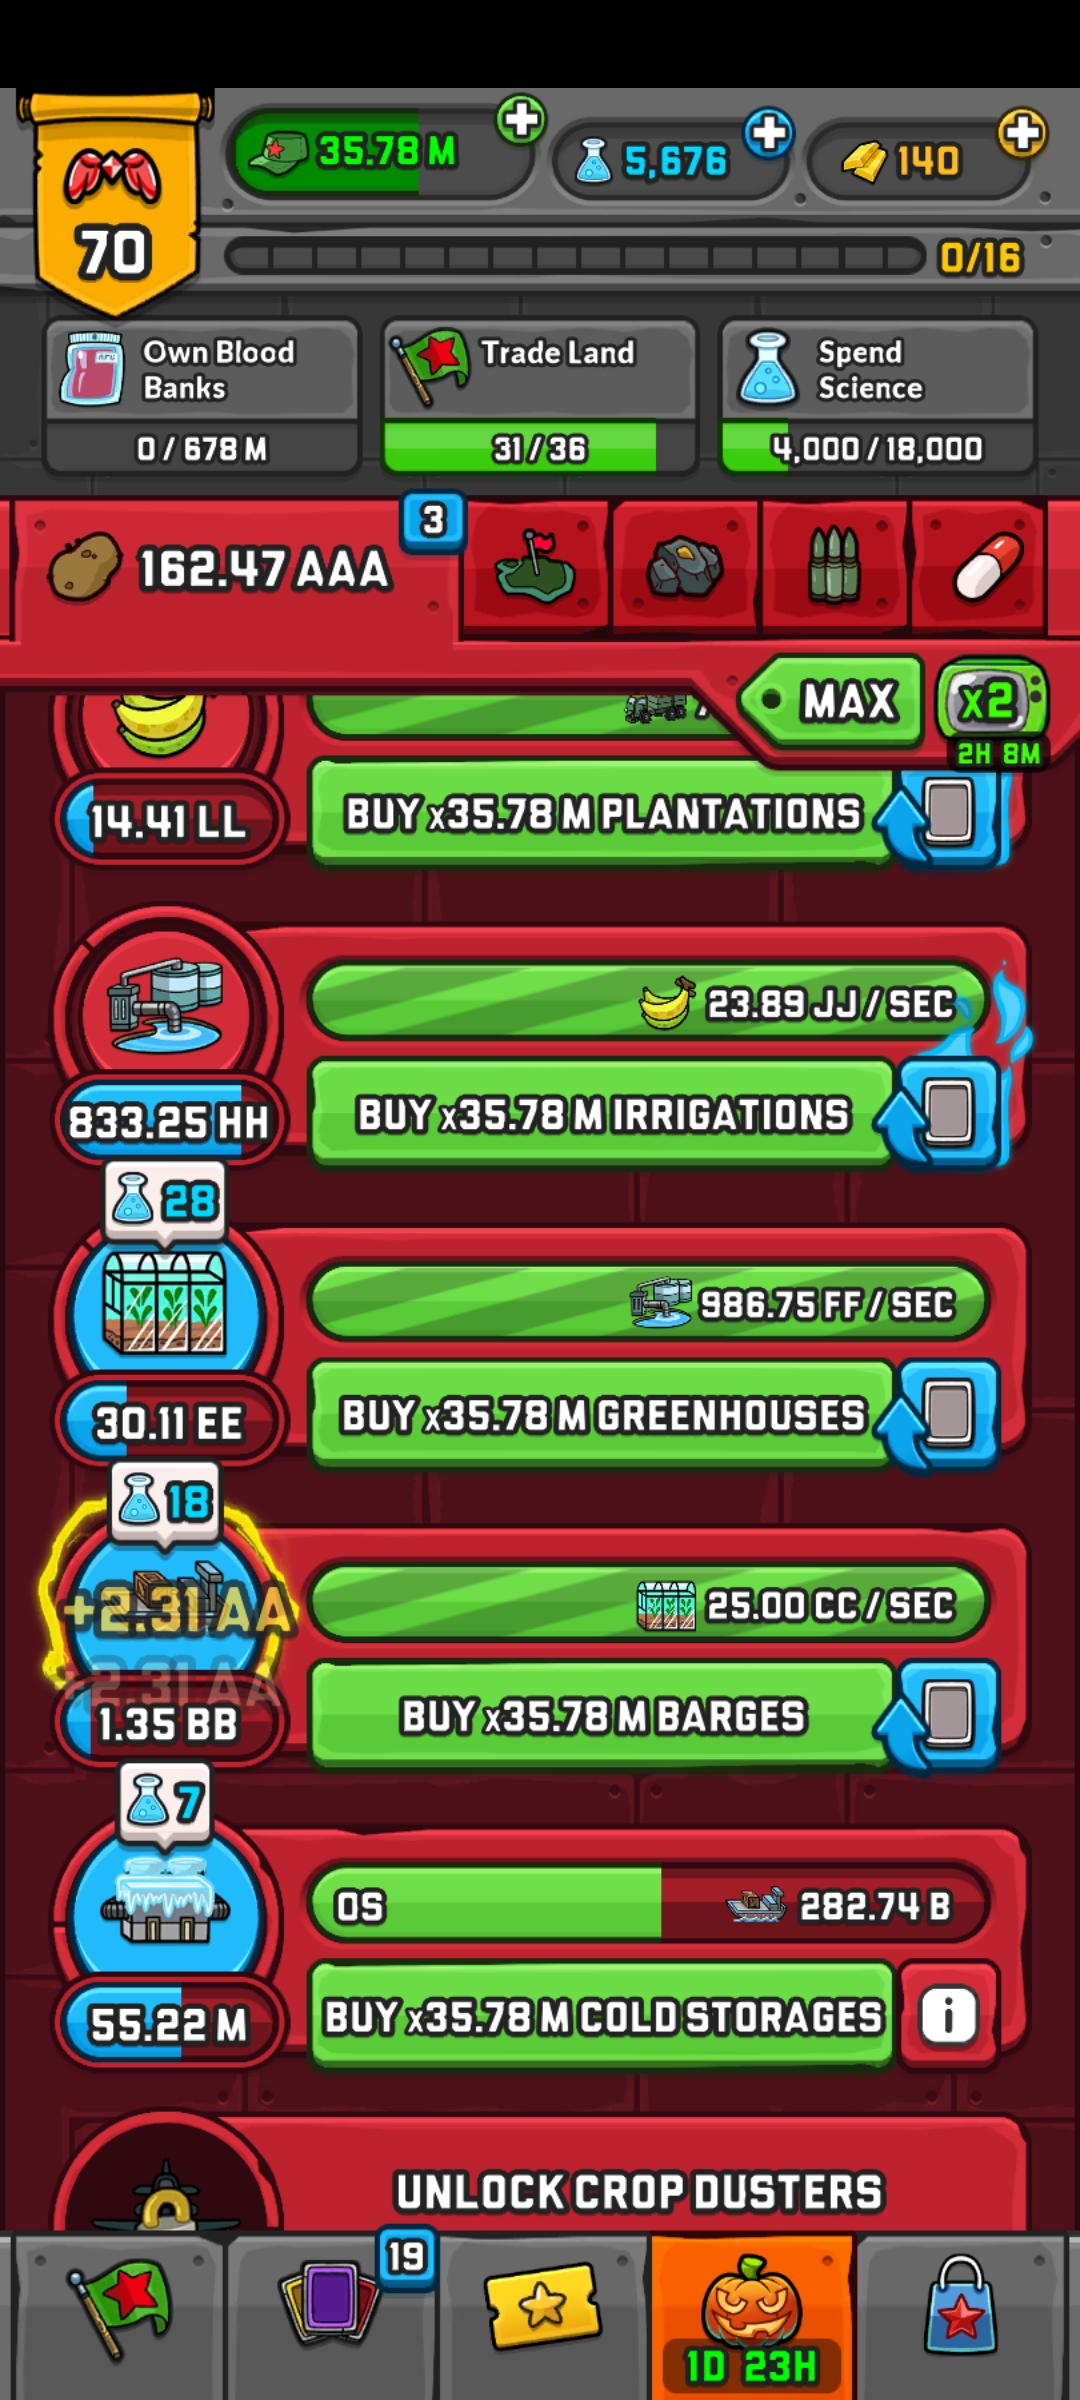 35.78 M
5,676
140
70
0/16
Own Blood
Banks
0 / 678 M
Trade Land
31 / 36
Spend
Science
4,000 / 18,000
3
162.47 AAA
MAX
x2
2H 8M
14.41 LL
BUY x35.78 M PLANTATIONS
23.89 JJ / SEC
833.25 HH
BUY x35.78 M IRRIGATIONS
28
986.75 FF / SEC
30.11 EE
BUY x35.78 M GREENHOUSES
18
+2.31 AA
25.00 CC / SEC
+2.31 AA
1.35 BB
BUY x35.78 M BARGES
7
0S
282.74 B
55.22 M
BUY x35.78 M COLD STORAGES
i
UNLOCK CROP DUSTERS
19
1D 23H